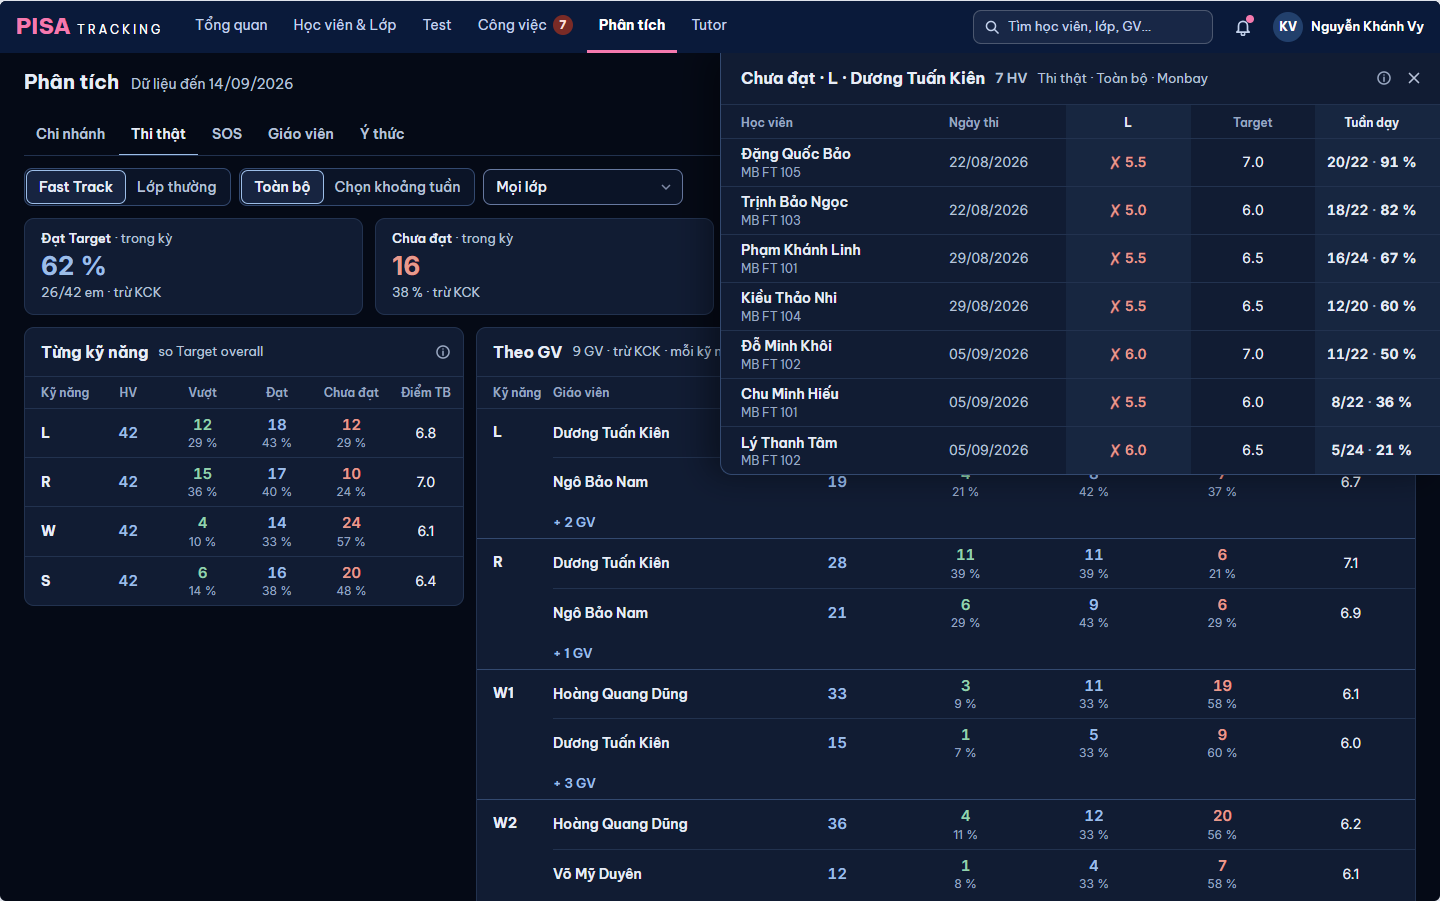 PISA TRACKING Tổng quan Học viên & Lớp Test Công việc 7 Phân tích Tutor Tìm học viên, lớp, GV... KV Nguyễn Khánh Vy
Phân tích Dữ liệu đến 14/09/2026
Chi nhánh Thi thật SOS Giáo viên Ý thức
Fast Track Lớp thường Toàn bộ Chọn khoảng tuần Mọi lớp
Đạt Target · trong kỳ
62 %
26/42 em · trừ KCK
Chưa đạt · trong kỳ
16
38 % · trừ KCK
Từng kỹ năng so Target overall
Kỹ năng HV Vượt Đạt Chưa đạt Điểm TB
L 42 12 18 12 6.8
29 % 43 % 29 %
R 42 15 17 10 7.0
36 % 40 % 24 %
W 42 4 14 24 6.1
10 % 33 % 57 %
S 42 6 16 20 6.4
14 % 38 % 48 %
Chưa đạt · L · Dương Tuấn Kiên 7 HV Thi thật · Toàn bộ · Monbay
Học viên Ngày thi L Target Tuần dạy
Đặng Quốc Bảo 22/08/2026 ✗ 5.5 7.0 20/22 · 91 %
MB FT 105
Trịnh Bảo Ngọc 22/08/2026 ✗ 5.0 6.0 18/22 · 82 %
MB FT 103
Phạm Khánh Linh 29/08/2026 ✗ 5.5 6.5 16/24 · 67 %
MB FT 101
Kiều Thảo Nhi 29/08/2026 ✗ 5.5 6.5 12/20 · 60 %
MB FT 104
Đỗ Minh Khôi 05/09/2026 ✗ 6.0 7.0 11/22 · 50 %
MB FT 102
Chu Minh Hiếu 05/09/2026 ✗ 5.5 6.0 8/22 · 36 %
MB FT 101
Lý Thanh Tâm 05/09/2026 ✗ 6.0 6.5 5/24 · 21 %
MB FT 102
Theo GV 9 GV · trừ KCK · mỗi kỹ
Kỹ năng Giáo viên
L Dương Tuấn Kiên
Ngô Bảo Nam 19 6.7
21 % 42 % 37 %
+ 2 GV
R Dương Tuấn Kiên 28 11 11 6 7.1
39 % 39 % 21 %
Ngô Bảo Nam 21 6 9 6 6.9
29 % 43 % 29 %
+ 1 GV
W1 Hoàng Quang Dũng 33 3 11 19 6.1
9 % 33 % 58 %
Dương Tuấn Kiên 15 1 5 9 6.0
7 % 33 % 60 %
+ 3 GV
W2 Hoàng Quang Dũng 36 4 12 20 6.2
11 % 33 % 56 %
Võ Mỹ Duyên 12 1 4 7 6.1
8 % 33 % 58 %